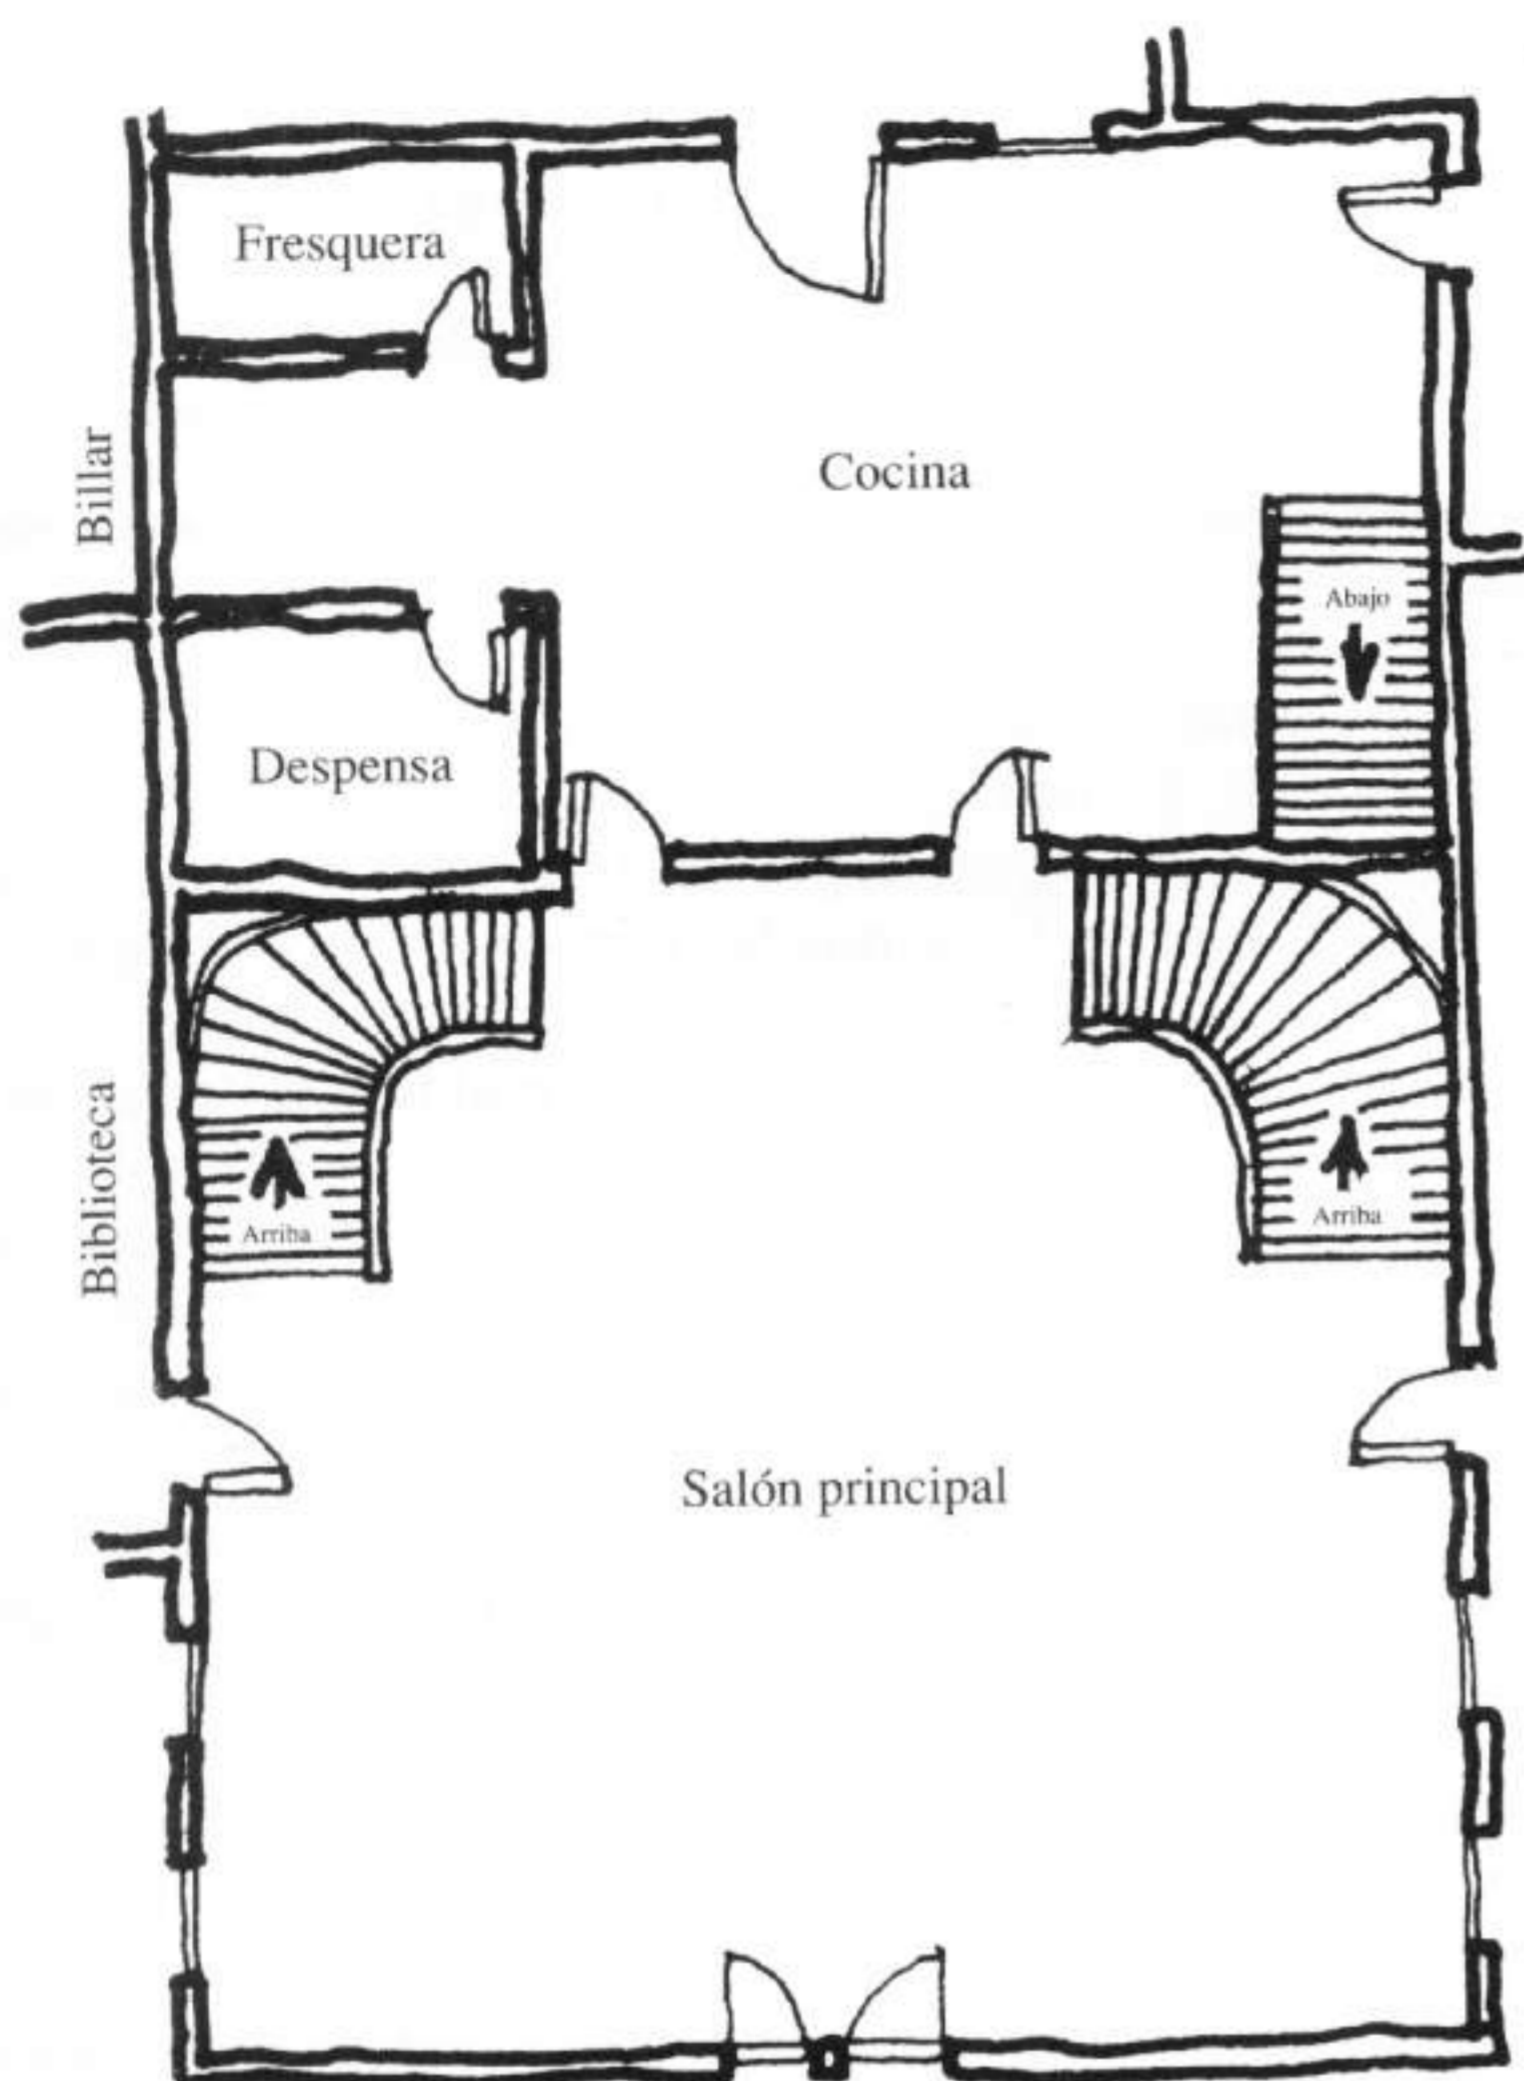 Fresquera
Billar
Cocina
Abajo
Despensa
Biblioteca
Arriba
Arriba
Salón principal